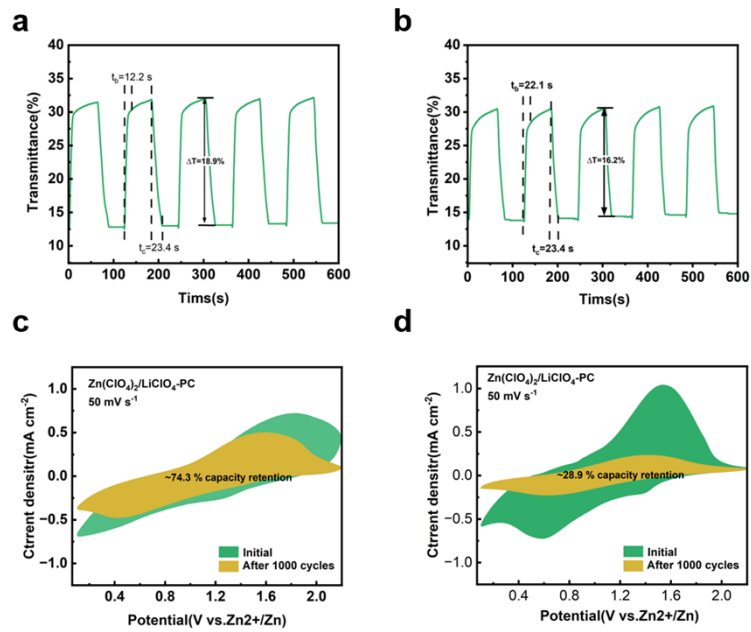 a
40
35
30
25
20
15
10
Transmittance(%)
t_b=12.2 s
ΔT=18.9%
t_c=23.4 s
0 100 200 300 400 500 600
Tims(s)
b
40
35
30
25
20
15
10
Transmittance(%)
t_b=22.1 s
ΔT=16.2%
t_c=23.4 s
0 100 200 300 400 500 600
Tims(s)
c
Zn(ClO₄)₂/LiClO₄-PC
50 mV s⁻¹
1.0
0.5
0.0
−0.5
−1.0
Ctrrent densitr(mA cm⁻²)
~74.3 % capacity retention
Initial
After 1000 cycles
0.4 0.8 1.2 1.6 2.0
Potential(V vs.Zn2+/Zn)
d
Zn(ClO₄)₂/LiClO₄-PC
50 mV s⁻¹
1.0
0.5
0.0
−0.5
−1.0
Ctrrent densitr(mA cm⁻²)
~28.9 % capacity retention
Initial
After 1000 cycles
0.4 0.8 1.2 1.6 2.0
Potential(V vs.Zn2+/Zn)